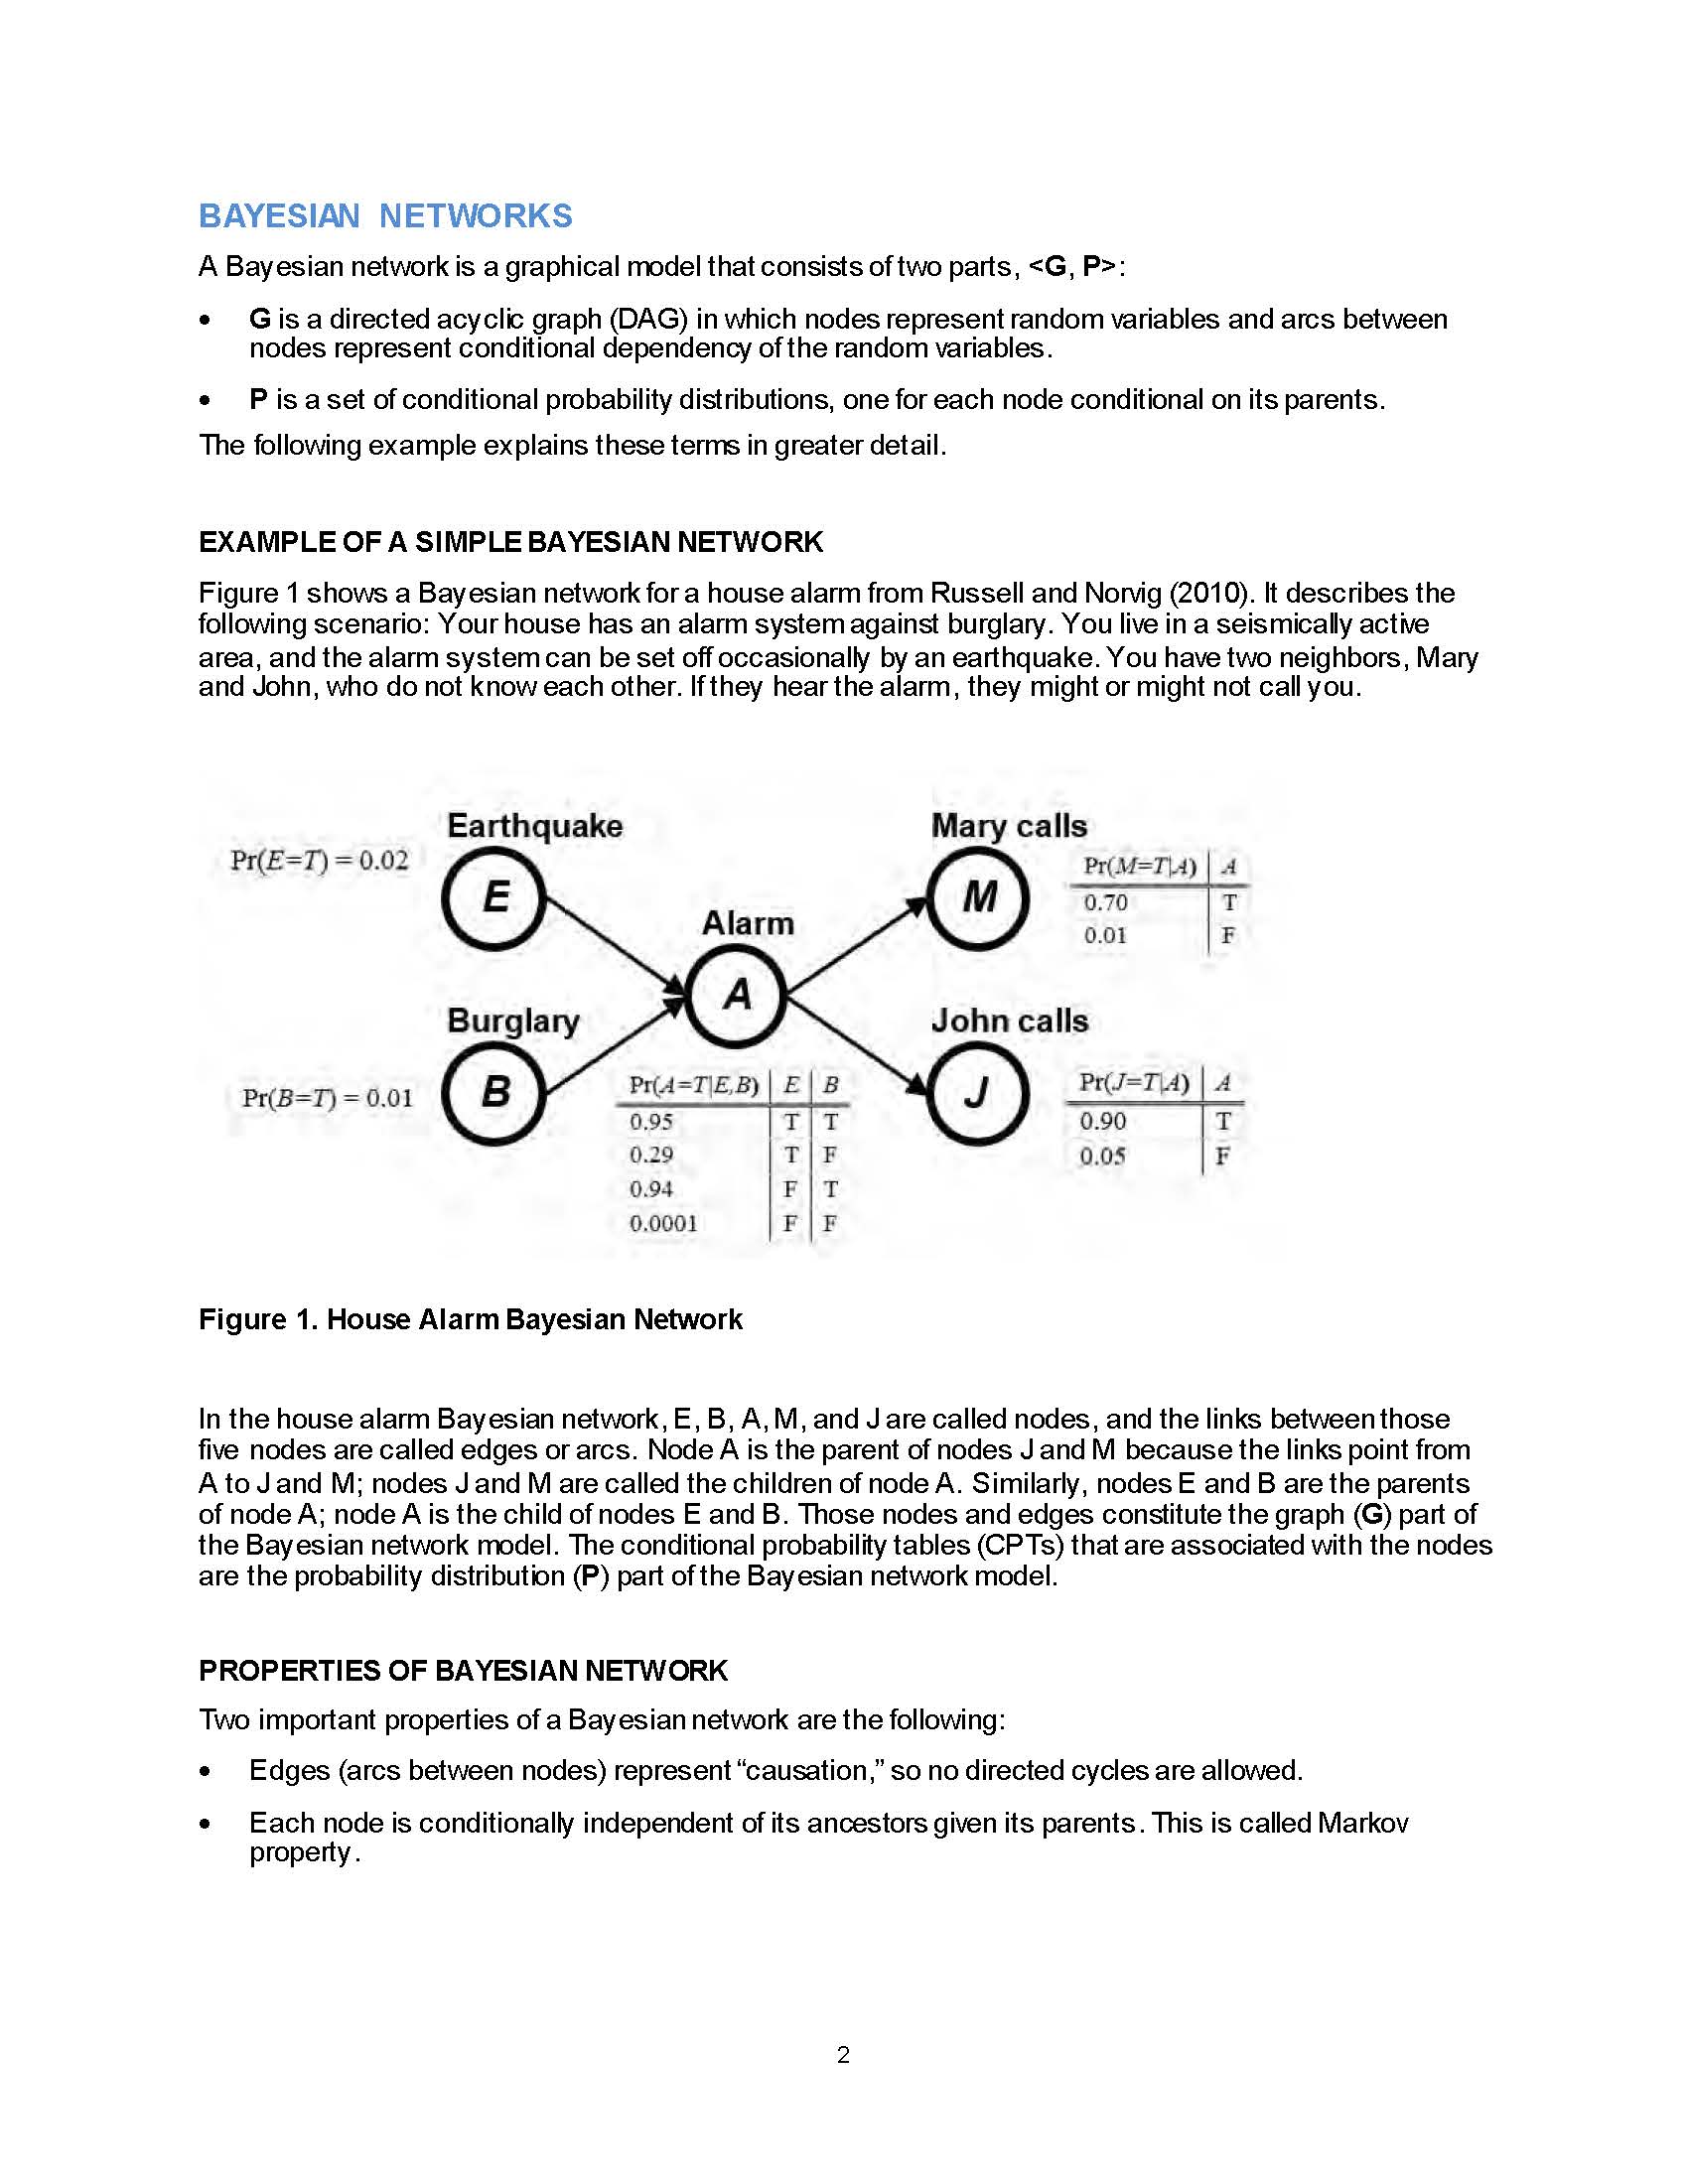 BAYESIAN NETWORKS
A Bayesian network is a graphical model that consists of two parts, <G, P>:
• G is a directed acyclic graph (DAG) in which nodes represent random variables and arcs between
nodes represent conditional dependency of the random variables.
• P is a set of conditional probability distributions, one for each node conditional on its parents.
The following example explains these terms in greater detail.
EXAMPLE OF A SIMPLE BAYESIAN NETWORK
Figure 1 shows a Bayesian network for a house alarm from Russell and Norvig (2010). It describes the
following scenario: Your house has an alarm system against burglary. You live in a seismically active
area, and the alarm system can be set off occasionally by an earthquake. You have two neighbors, Mary
and John, who do not know each other. If they hear the alarm, they might or might not call you.
Earthquake
Pr(E=T) = 0.02
E
Burglary
Pr(B=T) = 0.01
B
Alarm
A
Pr(A=T|E,B) E B
0.95 T T
0.29 T F
0.94 F T
0.0001 F F
Mary calls
M
Pr(M=T|A) A
0.70 T
0.01 F
John calls
J
Pr(J=T|A) A
0.90 T
0.05 F
Figure 1. House Alarm Bayesian Network
In the house alarm Bayesian network, E, B, A, M, and J are called nodes, and the links between those
five nodes are called edges or arcs. Node A is the parent of nodes J and M because the links point from
A to J and M; nodes J and M are called the children of node A. Similarly, nodes E and B are the parents
of node A; node A is the child of nodes E and B. Those nodes and edges constitute the graph (G) part of
the Bayesian network model. The conditional probability tables (CPTs) that are associated with the nodes
are the probability distribution (P) part of the Bayesian network model.
PROPERTIES OF BAYESIAN NETWORK
Two important properties of a Bayesian network are the following:
• Edges (arcs between nodes) represent “causation,” so no directed cycles are allowed.
• Each node is conditionally independent of its ancestors given its parents. This is called Markov
property.
2